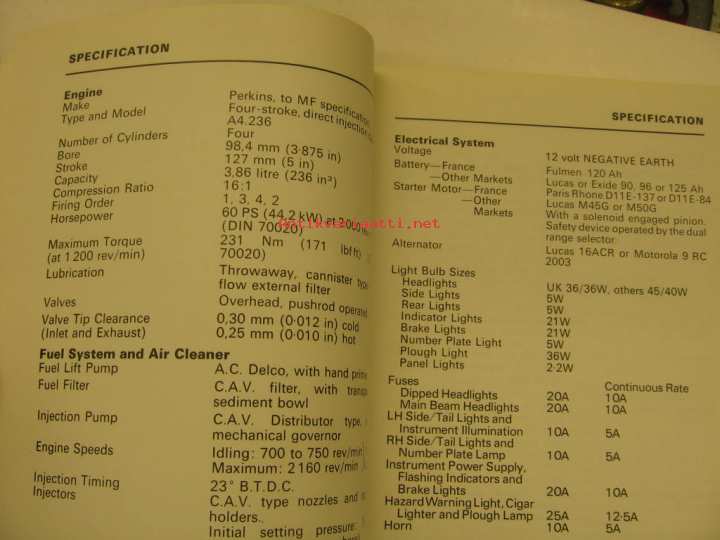 SPECIFICATION
Engine
Make Perkins, to MF specification
Type and Model Four-stroke, direct injection
A4.236
Number of Cylinders Four
Bore 98,4 mm (3·875 in)
Stroke 127 mm (5 in)
Capacity 3,86 litre (236 in³)
Compression Ratio 16:1
Firing Order 1, 3, 4, 2
Horsepower 60 PS (44,2 kW) at
(DIN 70020)
Maximum Torque 231 Nm (171 lbf ft)
(at 1 200 rev/min) 70020)
Lubrication Throwaway, cannister type
flow external filter
Valves Overhead, pushrod operated
Valve Tip Clearance 0,30 mm (0·012 in) cold
(Inlet and Exhaust) 0,25 mm (0·010 in) hot
Fuel System and Air Cleaner
Fuel Lift Pump A.C. Delco, with hand
Fuel Filter C.A.V. filter, with
sediment bowl
Injection Pump C.A.V. Distributor type,
mechanical governor
Engine Speeds Idling: 700 to 750 rev/min
Maximum: 2 160 rev/min
Injection Timing 23° B.T.D.C.
Injectors C.A.V. type nozzles and
holders.
Initial setting pressure:
SPECIFICATION
Electrical System
Voltage 12 volt NEGATIVE EARTH
Battery—France Fulmen 120 Ah
—Other Markets Lucas or Exide 90, 96 or 125 Ah
Starter Motor—France Paris Rhone D11E-137 or D11E-84
—Other Lucas M45G or M50G
Markets With a solenoid engaged pinion.
Safety device operated by the dual
range selector.
Alternator Lucas 16ACR or Motorola 9 RC
2003
Light Bulb Sizes
Headlights UK 36/36W, others 45/40W
Side Lights 5W
Rear Lights 5W
Indicator Lights 21W
Brake Lights 21W
Number Plate Light 5W
Plough Light 36W
Panel Lights 2·2W
Fuses Continuous Rate
Dipped Headlights 20A 10A
Main Beam Headlights 20A 10A
LH Side/Tail Lights and
Instrument Illumination 10A 5A
RH Side/Tail Lights and
Number Plate Lamp 10A 5A
Instrument Power Supply,
Flashing Indicators and
Brake Lights 20A 10A
Hazard Warning Light, Cigar
Lighter and Plough Lamp 25A 12·5A
Horn 10A 5A